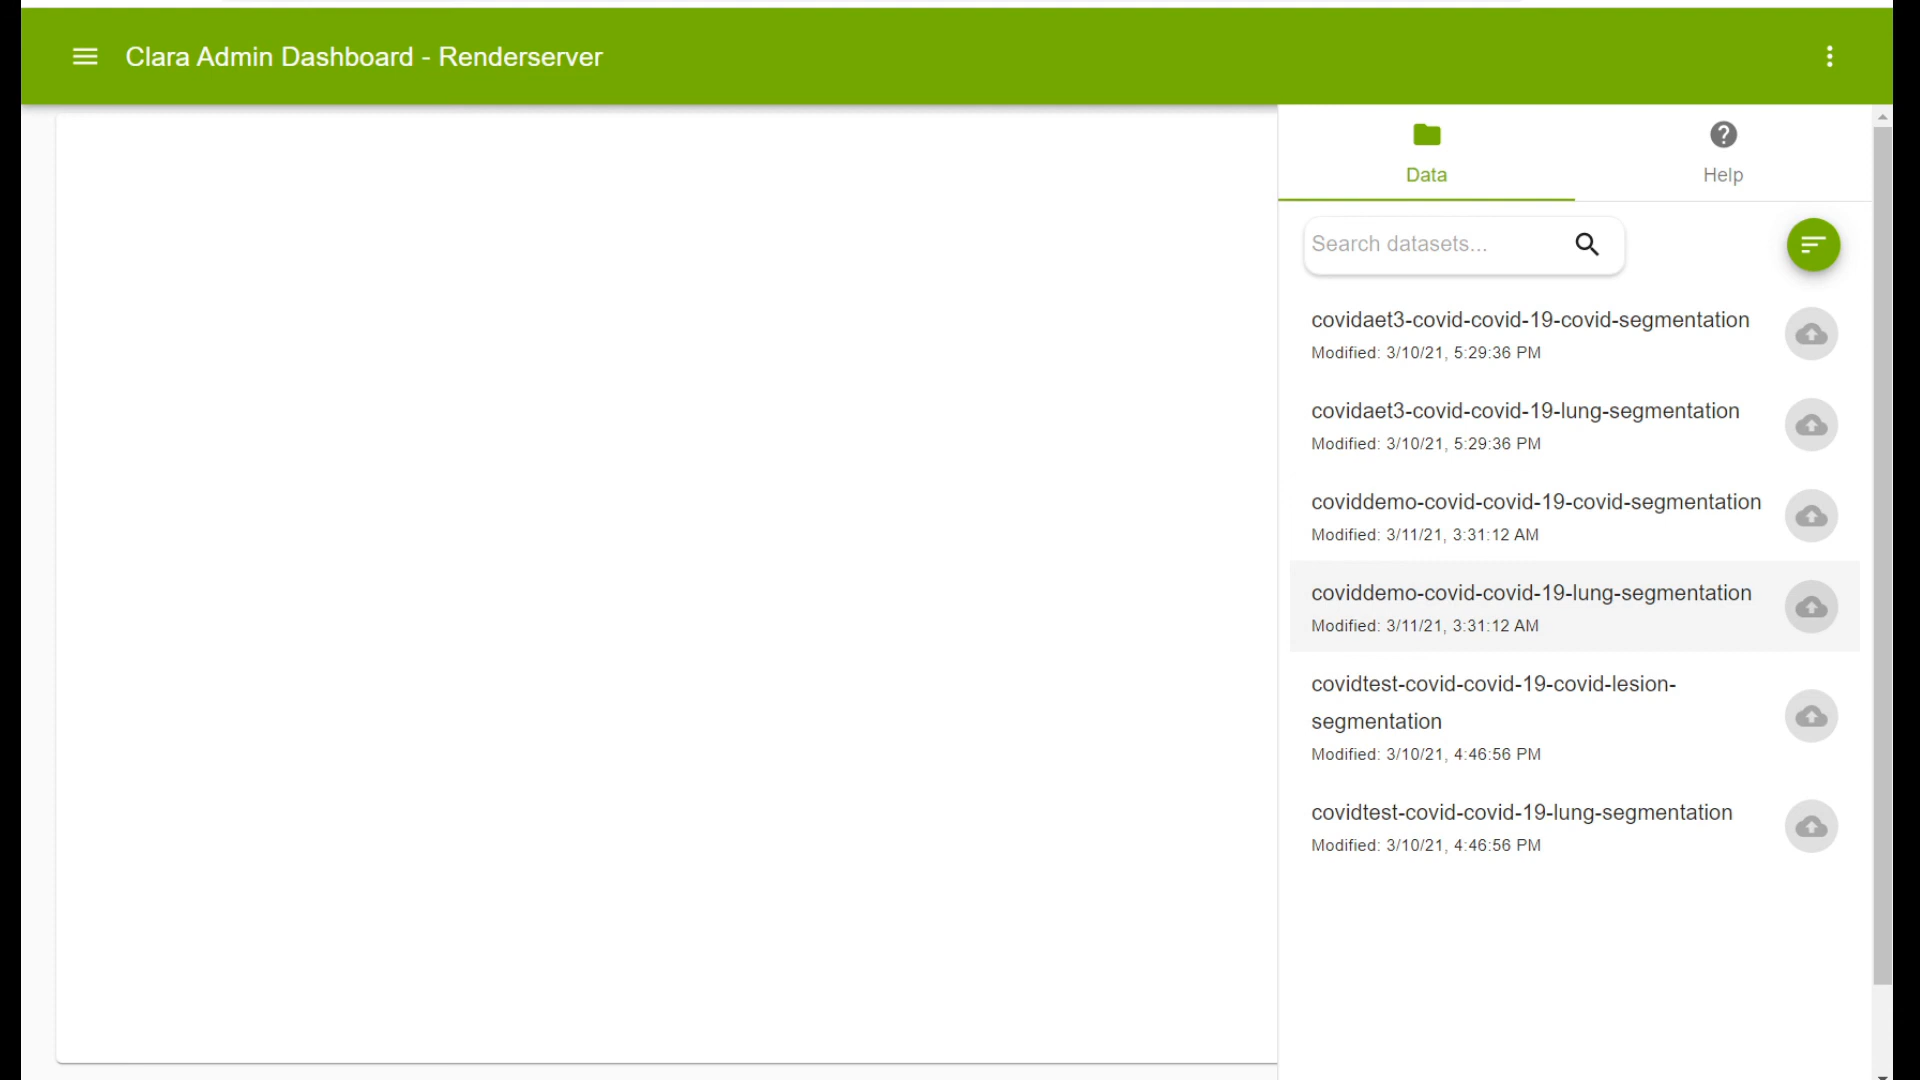 Clara Admin Dashboard - Renderserver
Data
Help
Search datasets...
covidaet3-covid-covid-19-covid-segmentation
Modified: 3/10/21, 5:29:36 PM
covidaet3-covid-covid-19-lung-segmentation
Modified: 3/10/21, 5:29:36 PM
coviddemo-covid-covid-19-covid-segmentation
Modified: 3/11/21, 3:31:12 AM
coviddemo-covid-covid-19-lung-segmentation
Modified: 3/11/21, 3:31:12 AM
covidtest-covid-covid-19-covid-lesion-
segmentation
Modified: 3/10/21, 4:46:56 PM
covidtest-covid-covid-19-lung-segmentation
Modified: 3/10/21, 4:46:56 PM